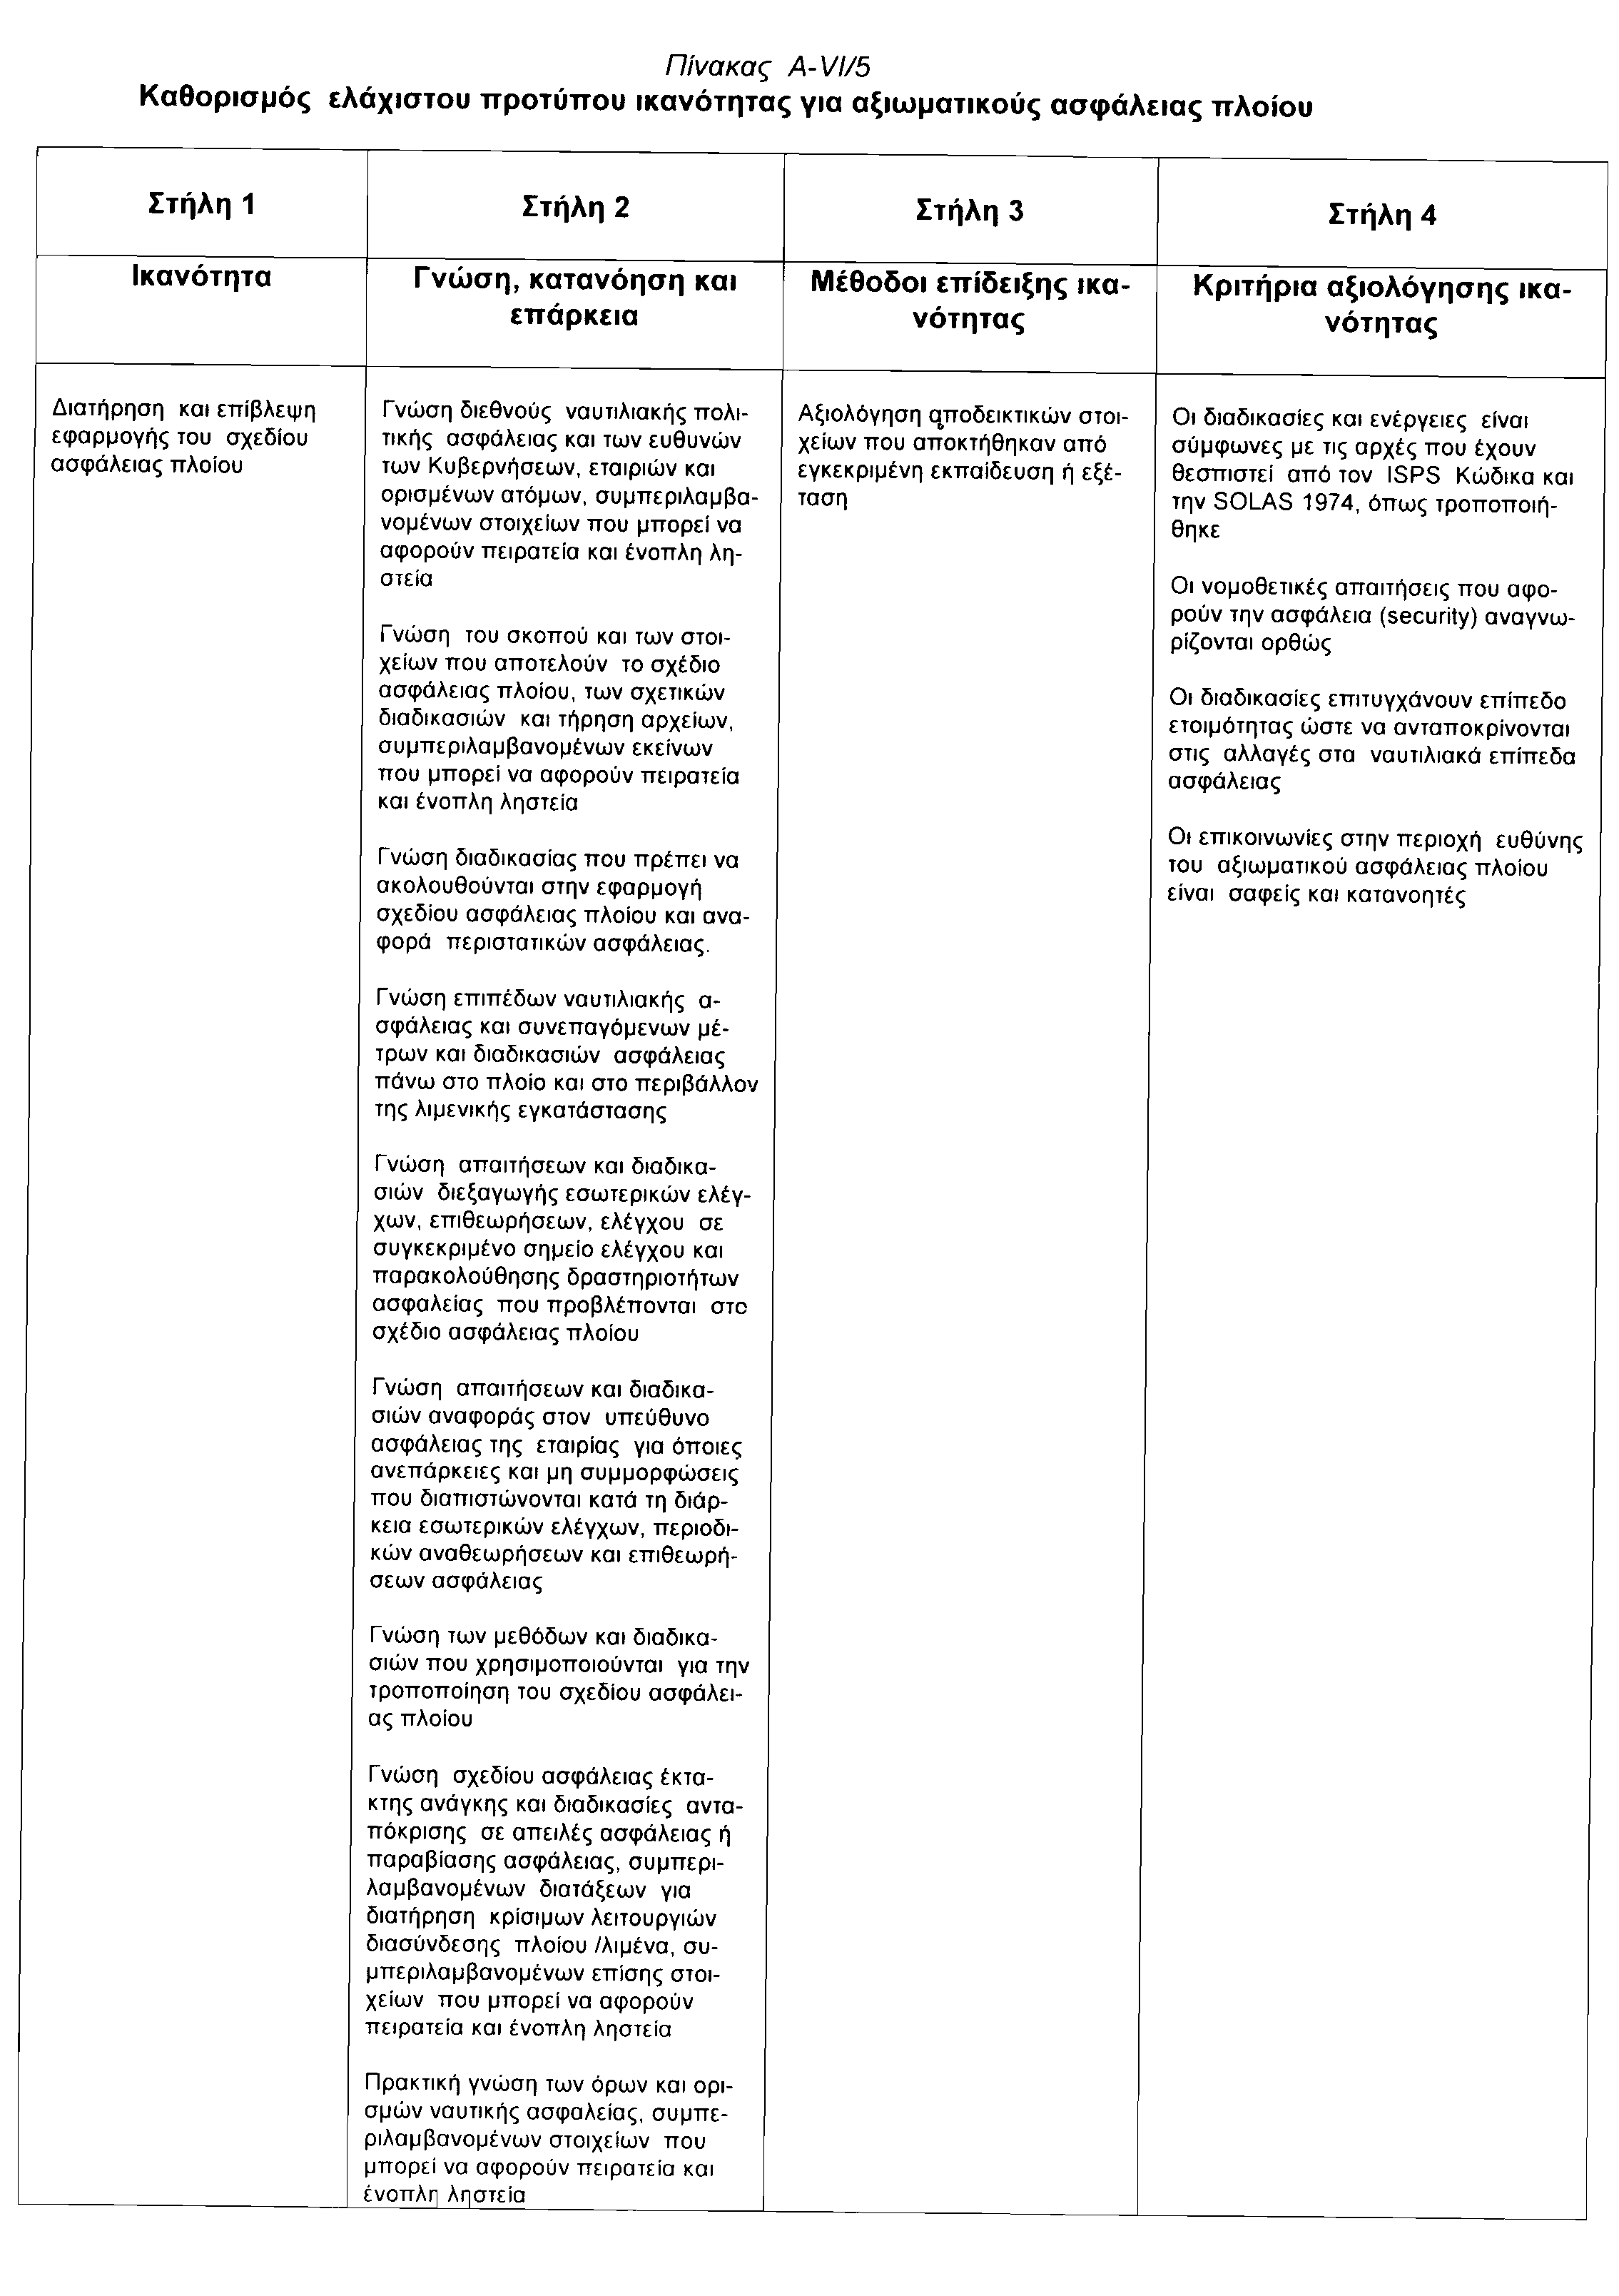 Πίνακας A-VI/5
Καθορισμός ελάχιστου προτύπου ικανότητας για αξιωματικούς ασφάλειας πλοίου
Στήλη 1
Στήλη 2
Στήλη 3
Στήλη 4
Ικανότητα
Γνώση, κατανόηση και
επάρκεια
Μέθοδοι επίδειξης ικα-
νότητας
Κριτήρια αξιολόγησης ικα-
νότητας
Διατήρηση και επίβλεψη
εφαρμογής του σχεδίου
ασφάλειας πλοίου
Γνώση διεθνούς ναυτιλιακής πολι-
τικής ασφάλειας και των ευθυνών
των Κυβερνήσεων, εταιριών και
ορισμένων ατόμων, συμπεριλαμβα-
νομένων στοιχείων που μπορεί να
αφορούν πειρατεία και ένοπλη λη-
στεία
Γνώση του σκοπού και των στοι-
χείων που αποτελούν το σχέδιο
ασφάλειας πλοίου, των σχετικών
διαδικασιών και τήρηση αρχείων,
συμπεριλαμβανομένων εκείνων
που μπορεί να αφορούν πειρατεία
και ένοπλη ληστεία
Γνώση διαδικασίας που πρέπει να
ακολουθούνται στην εφαρμογή
σχεδίου ασφάλειας πλοίου και ανα-
φορά περιστατικών ασφάλειας.
Γνώση επιπέδων ναυτιλιακής α-
σφάλειας και συνεπαγόμενων μέ-
τρων και διαδικασιών ασφάλειας
πάνω στο πλοίο και στο περιβάλλον
της λιμενικής εγκατάστασης
Γνώση απαιτήσεων και διαδικα-
σιών διεξαγωγής εσωτερικών ελέγ-
χων, επιθεωρήσεων, ελέγχου σε
συγκεκριμένο σημείο ελέγχου και
παρακολούθησης δραστηριοτήτων
ασφαλείας που προβλέπονται στο
σχέδιο ασφάλειας πλοίου
Γνώση απαιτήσεων και διαδικα-
σιών αναφοράς στον υπεύθυνο
ασφάλειας της εταιρίας για όποιες
ανεπάρκειες και μη συμμορφώσεις
που διαπιστώνονται κατά τη διάρ-
κεια εσωτερικών ελέγχων, περιοδι-
κών αναθεωρήσεων και επιθεωρή-
σεων ασφάλειας
Γνώση των μεθόδων και διαδικα-
σιών που χρησιμοποιούνται για την
τροποποίηση του σχεδίου ασφάλει-
ας πλοίου
Γνώση σχεδίου ασφάλειας έκτα-
κτης ανάγκης και διαδικασίες αντα-
πόκρισης σε απειλές ασφάλειας ή
παραβίασης ασφάλειας, συμπερι-
λαμβανομένων διατάξεων για
διατήρηση κρίσιμων λειτουργιών
διασύνδεσης πλοίου /λιμένα, συ-
μπεριλαμβανομένων επίσης στοι-
χείων που μπορεί να αφορούν
πειρατεία και ένοπλη ληστεία
Πρακτική γνώση των όρων και ορι-
σμών ναυτικής ασφαλείας, συμπε-
ριλαμβανομένων στοιχείων που
μπορεί να αφορούν πειρατεία και
ένοπλη ληστεία
Αξιολόγηση αποδεικτικών στοι-
χείων που αποκτήθηκαν από
εγκεκριμένη εκπαίδευση ή εξέ-
ταση
Οι διαδικασίες και ενέργειες είναι
σύμφωνες με τις αρχές που έχουν
θεσπιστεί από τον ISPS Κώδικα και
την SOLAS 1974, όπως τροποποιή-
θηκε
Οι νομοθετικές απαιτήσεις που αφο-
ρούν την ασφάλεια (security) αναγνω-
ρίζονται ορθώς
Οι διαδικασίες επιτυγχάνουν επίπεδο
ετοιμότητας ώστε να ανταποκρίνονται
στις αλλαγές στα ναυτιλιακά επίπεδα
ασφάλειας
Οι επικοινωνίες στην περιοχή ευθύνης
του αξιωματικού ασφάλειας πλοίου
είναι σαφείς και κατανοητές